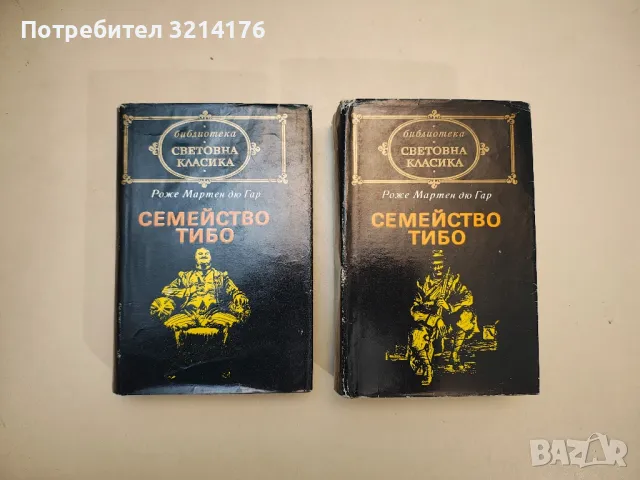 Потребител 3214176
библиотека
СВЕТОВНА
КЛАСИКА
Роже Мартен дю Гар
СЕМЕЙСТВО
ТИБО
библиотека
СВЕТОВНА
КЛАСИКА
Роже Мартен дю Гар
СЕМЕЙСТВО
ТИБО
BAZAR